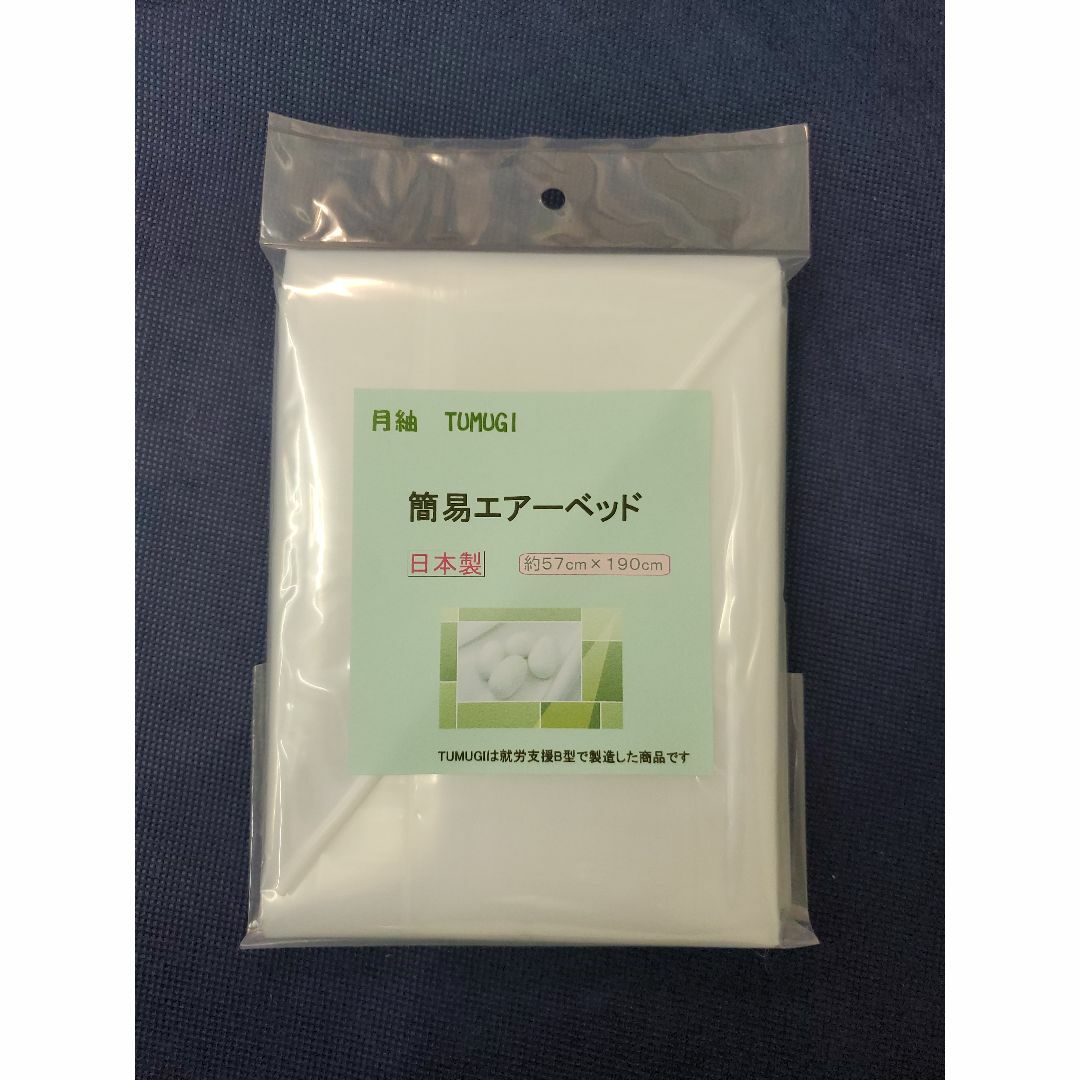 月紬　TUMUGI
簡易エアーベッド
日本製　約57cm×190cm
TUMUGIは就労支援B型で製造した商品です